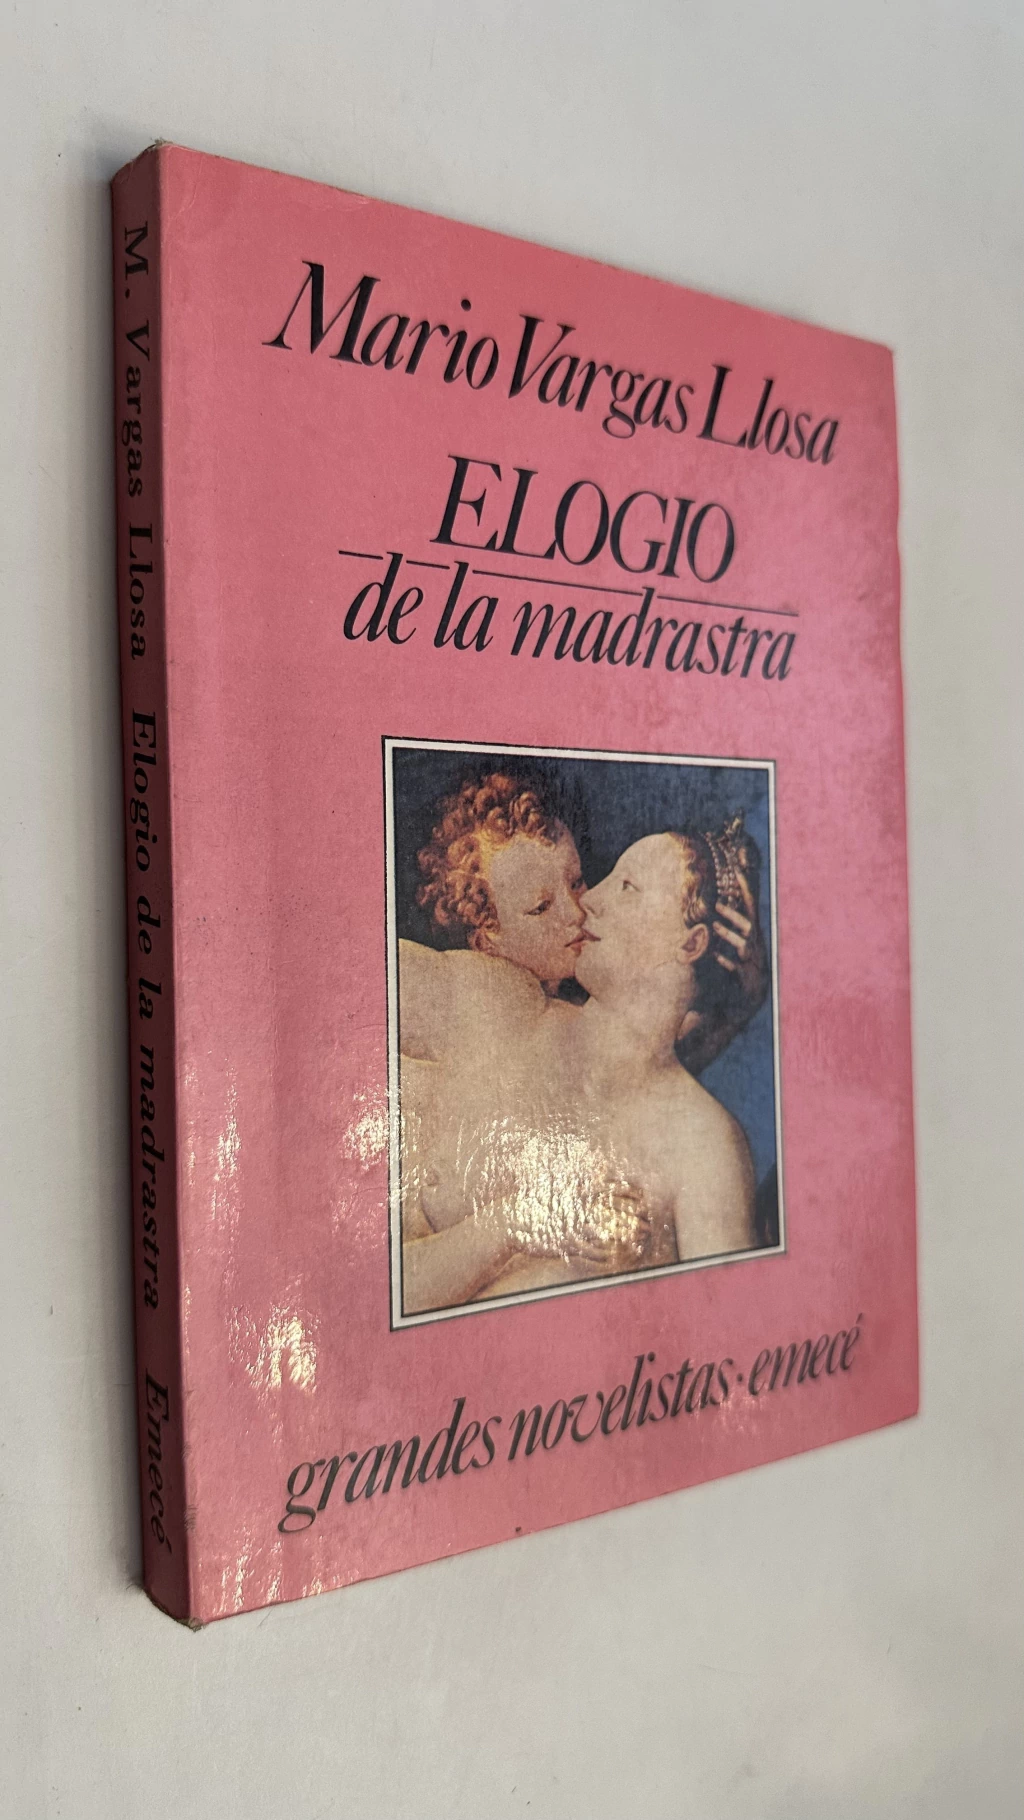 Mario Vargas Llosa
ELOGIO
de la madrastra
grandes novelistas·emecé
M. Vargas Llosa Elogio de la madrastra Emecé